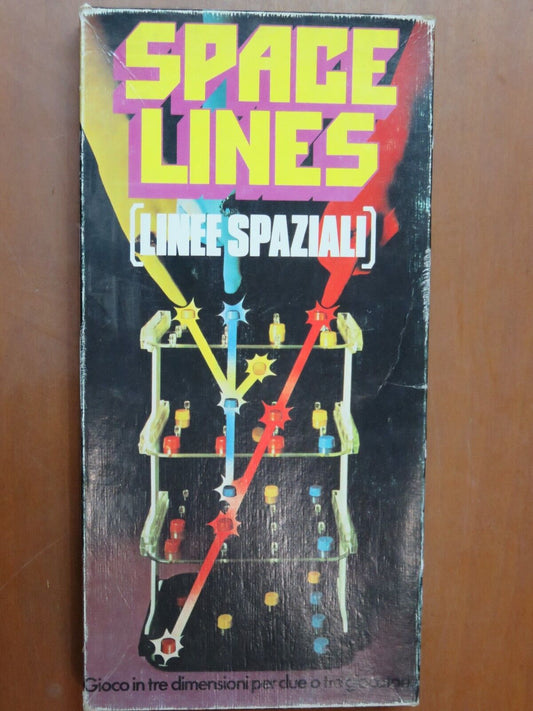 SPACE
LINES
[LINEE SPAZIALI]
Gioco in tre dimensioni per due o tre giocatori